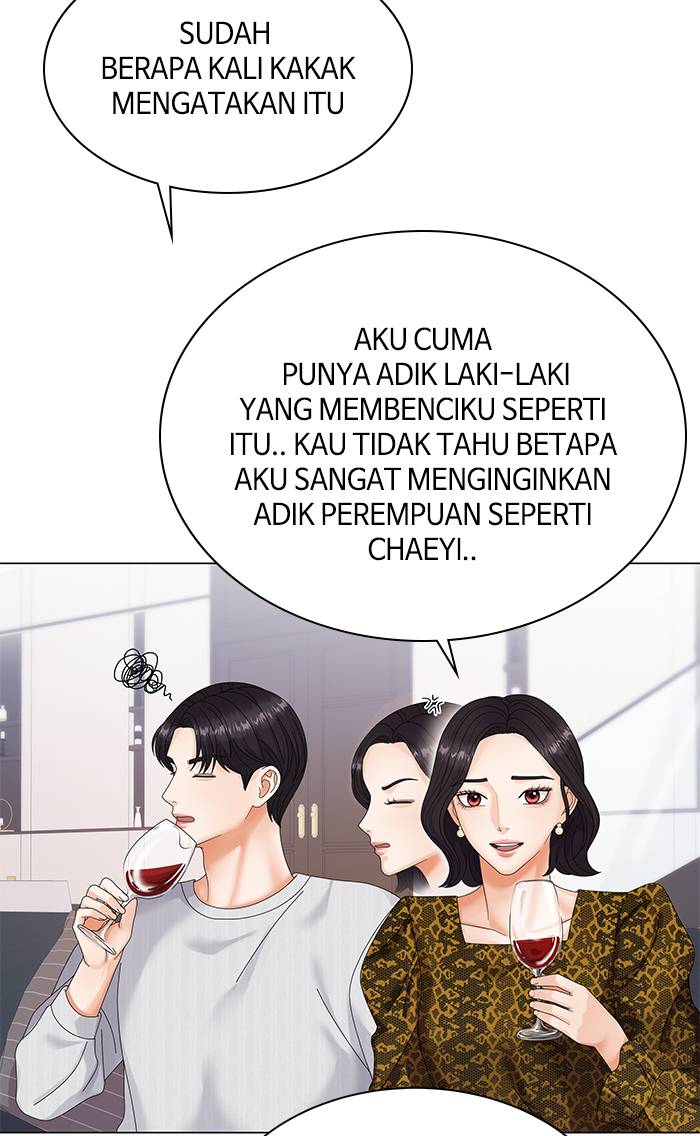 SUDAH
BERAPA KALI KAKAK
MENGATAKAN ITU
AKU CUMA
PUNYA ADIK LAKI-LAKI
YANG MEMBENCIKU SEPERTI
ITU.. KAU TIDAK TAHU BETAPA
AKU SANGAT MENGINGINKAN
ADIK PEREMPUAN SEPERTI
CHAEYI..